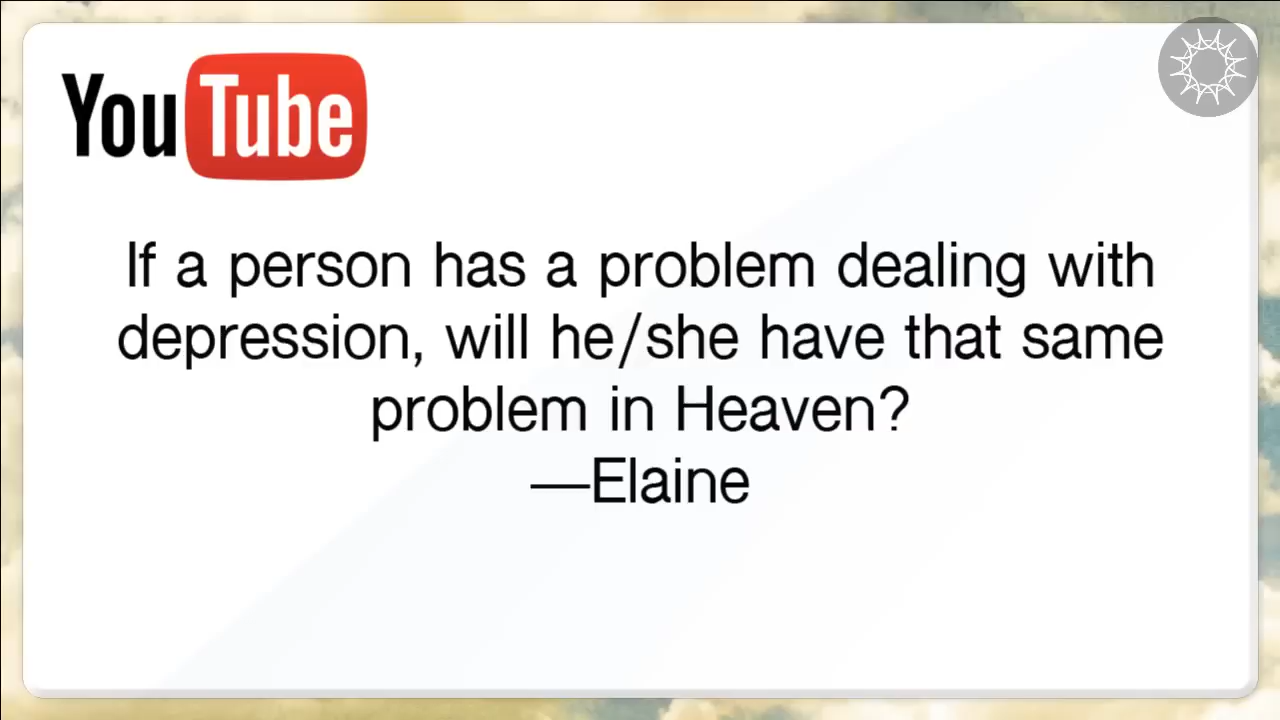 YouTube
If a person has a problem dealing with
depression, will he/she have that same
problem in Heaven?
—Elaine